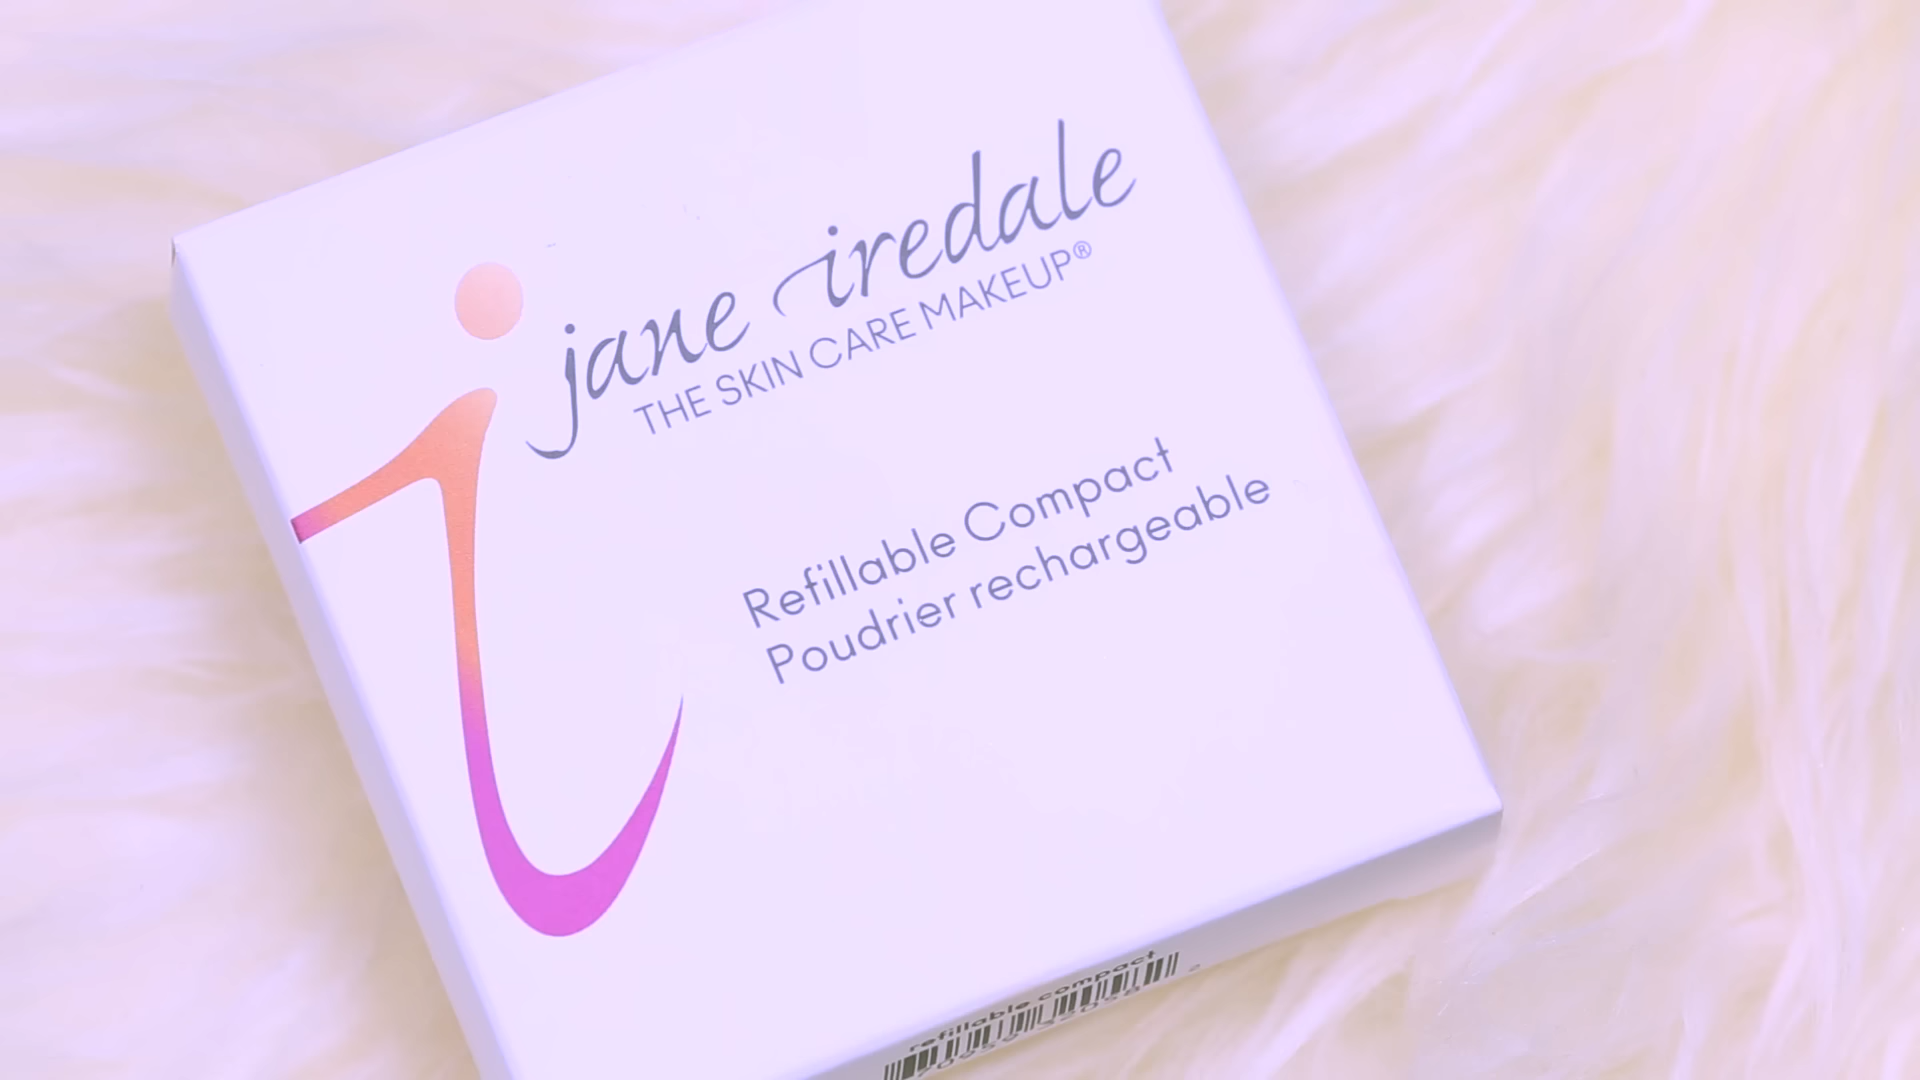 jane iredale
THE SKIN CARE MAKEUP®
Refillable Compact
Poudrier rechargeable
refillable compact